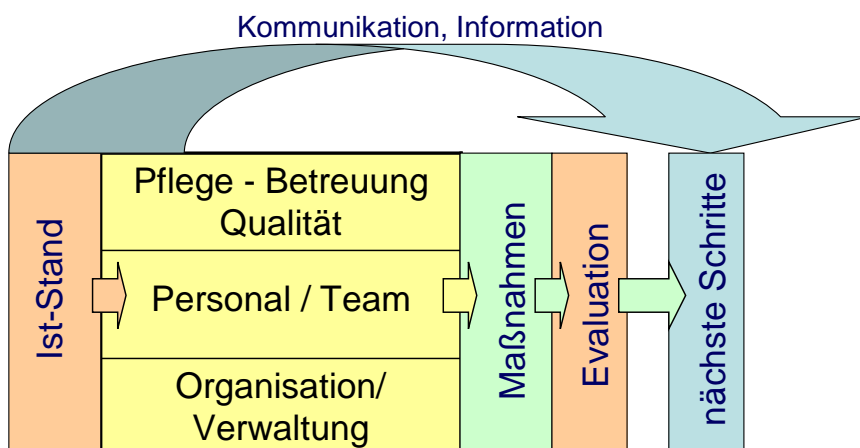 Kommunikation, Information
Ist-Stand
Pflege - Betreuung
Qualität
Personal / Team
Organisation/
Verwaltung
Maßnahmen
Evaluation
nächste Schritte